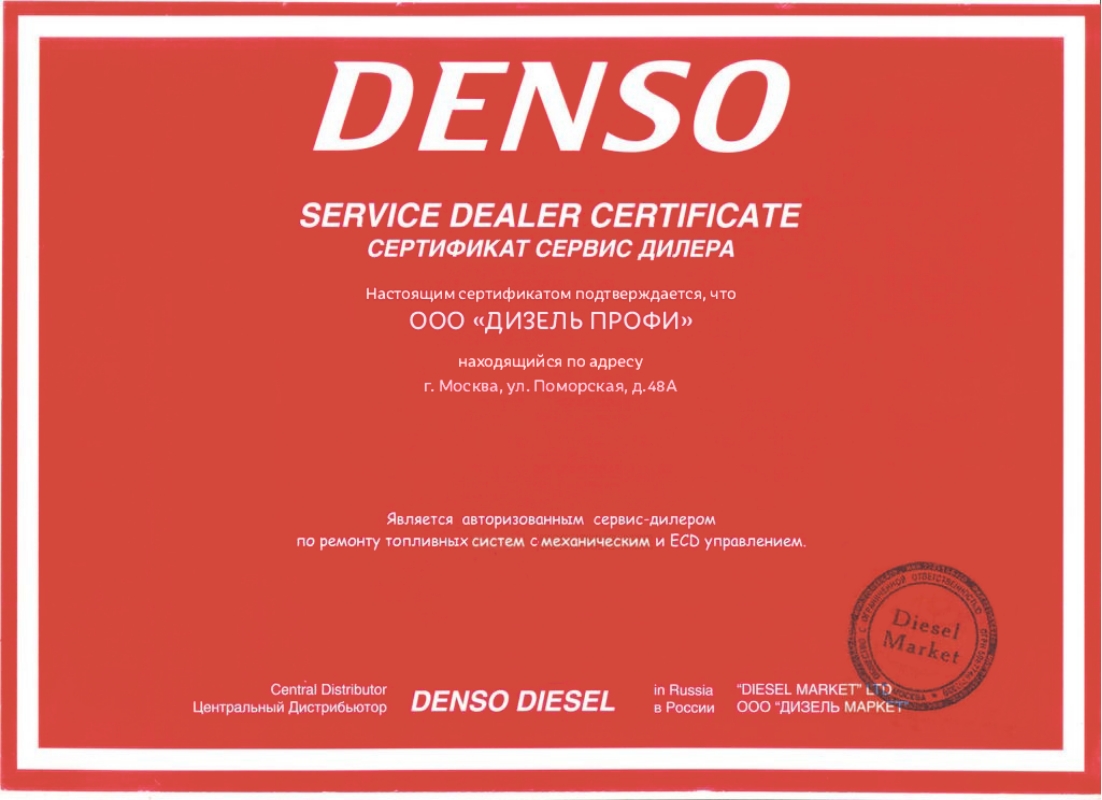 DENSO
SERVICE DEALER CERTIFICATE
СЕРТИФИКАТ СЕРВИС ДИЛЕРА
Настоящим сертификатом подтверждается, что
ООО «ДИЗЕЛЬ ПРОФИ»
находящийся по адресу
г. Москва, ул. Поморская, д.48А
Является авторизованным сервис-дилером
по ремонту топливных систем с механическим и ECD управлением.
Diesel
Market
Central Distributor
Центральный Дистрибьютор
DENSO DIESEL
in Russia
в России
"DIESEL MARKET" LTD
ООО "ДИЗЕЛЬ МАРКЕТ"